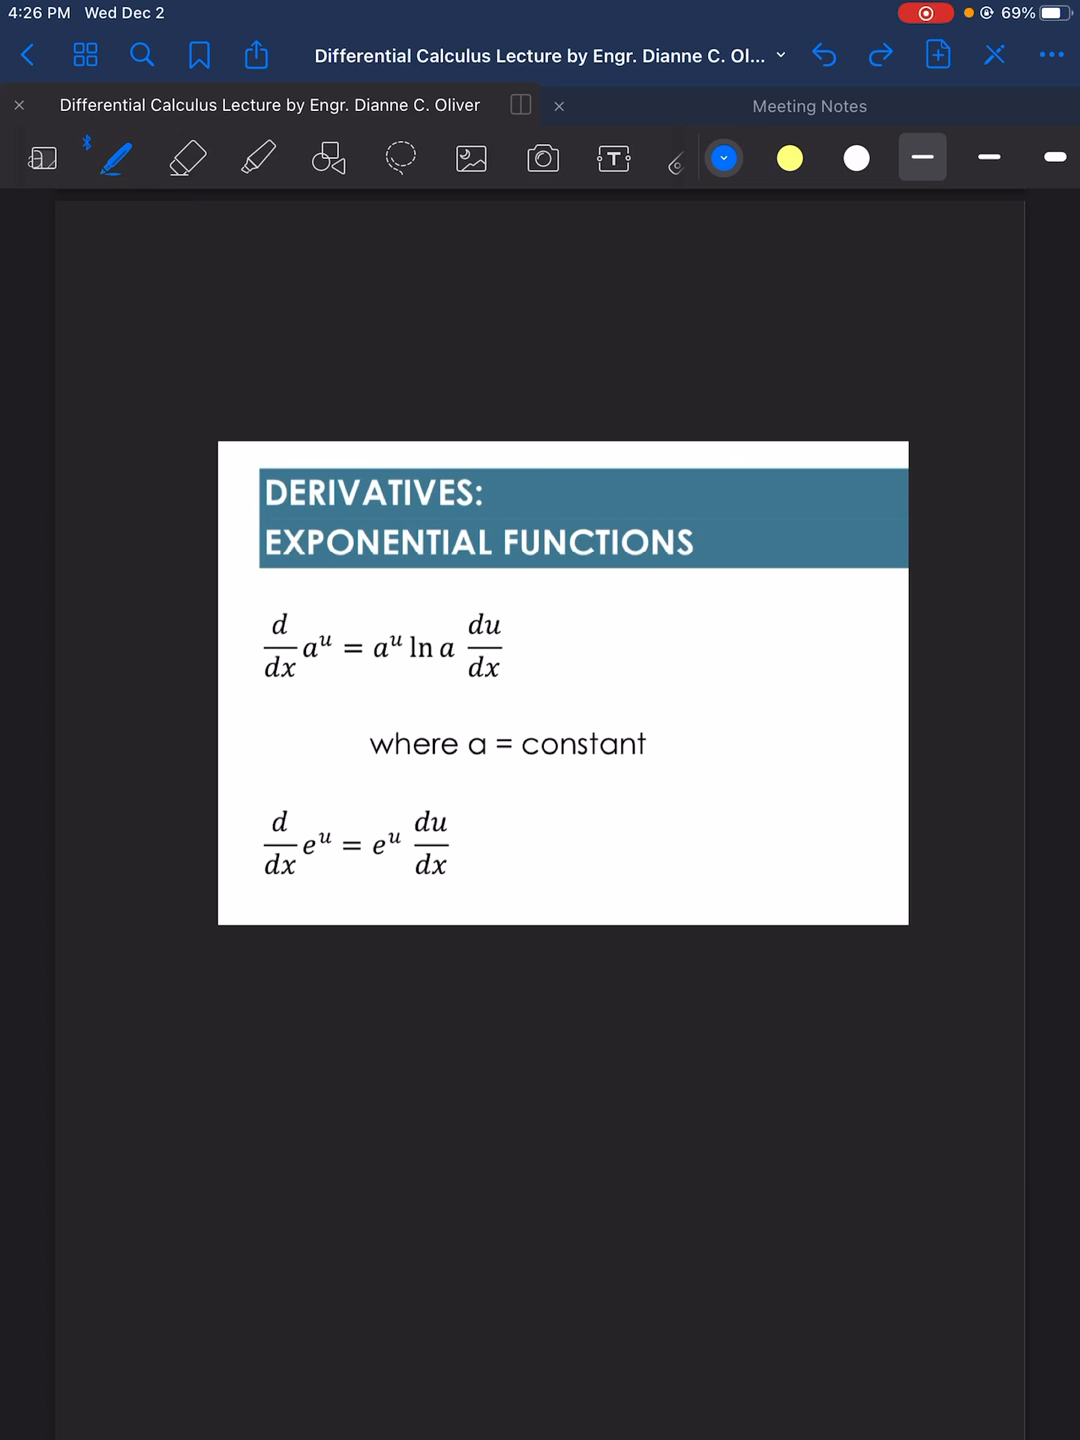 4:26 PM Wed Dec 2 69%
Differential Calculus Lecture by Engr. Dianne C. Ol...
Differential Calculus Lecture by Engr. Dianne C. Oliver Meeting Notes
DERIVATIVES:
EXPONENTIAL FUNCTIONS
d/dx a^u = a^u ln a du/dx
where a = constant
d/dx e^u = e^u du/dx